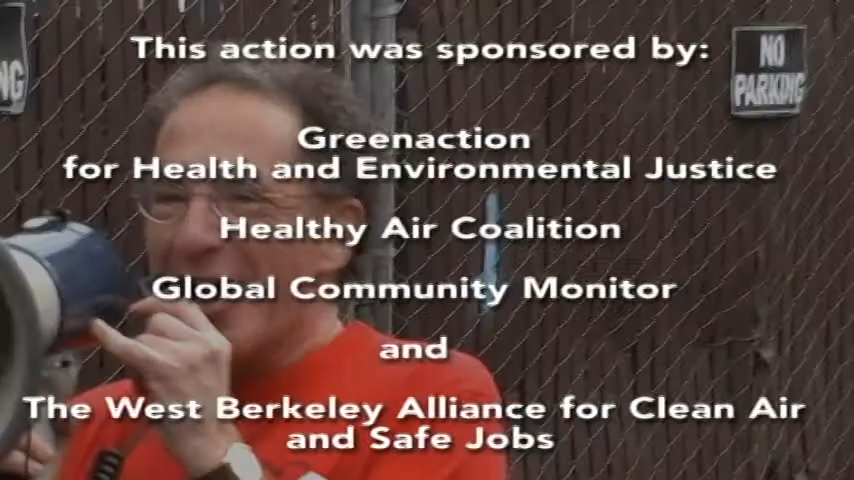 This action was sponsored by:
NG
NO
PARKING
Greenaction
for Health and Environmental Justice
Healthy Air Coalition
Global Community Monitor
and
The West Berkeley Alliance for Clean Air
and Safe Jobs